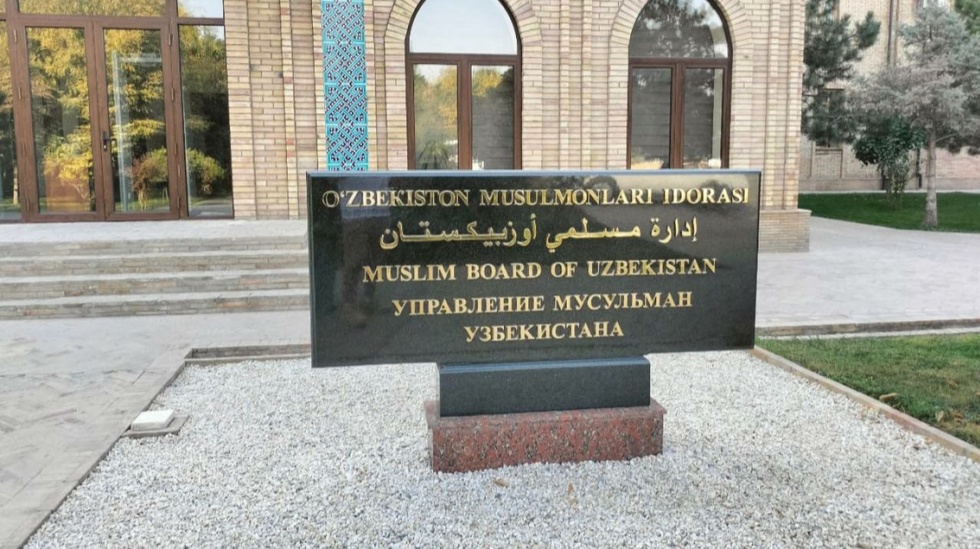 O‘ZBEKISTON MUSULMONLARI IDORASI
إدارة مسلمي أوزبيكستان
MUSLIM BOARD OF UZBEKISTAN
УПРАВЛЕНИЕ МУСУЛЬМАН
УЗБЕКИСТАНА